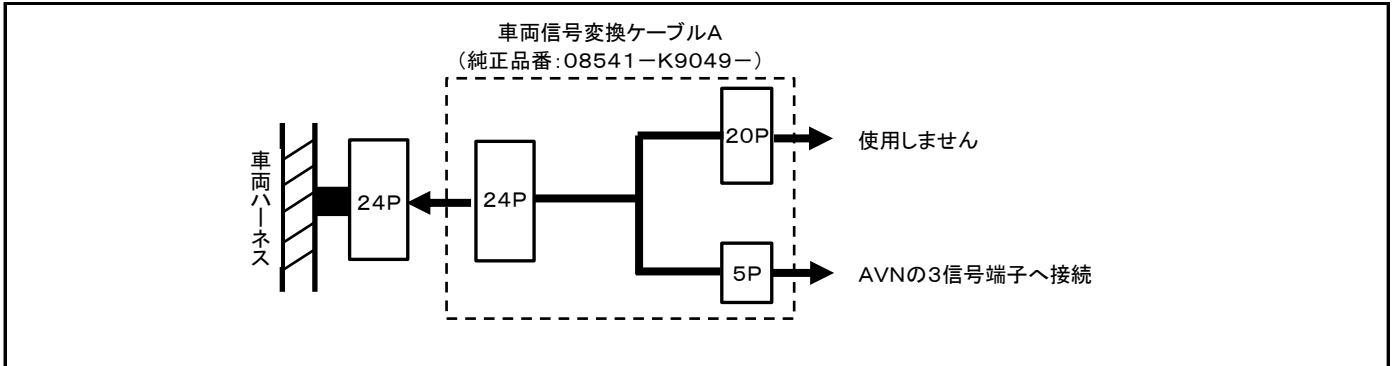 車両信号変換ケーブルA
(純正品番:08541-K9049-)
車両ハーネス
24P
24P
20P
使用しません
5P
AVNの3信号端子へ接続